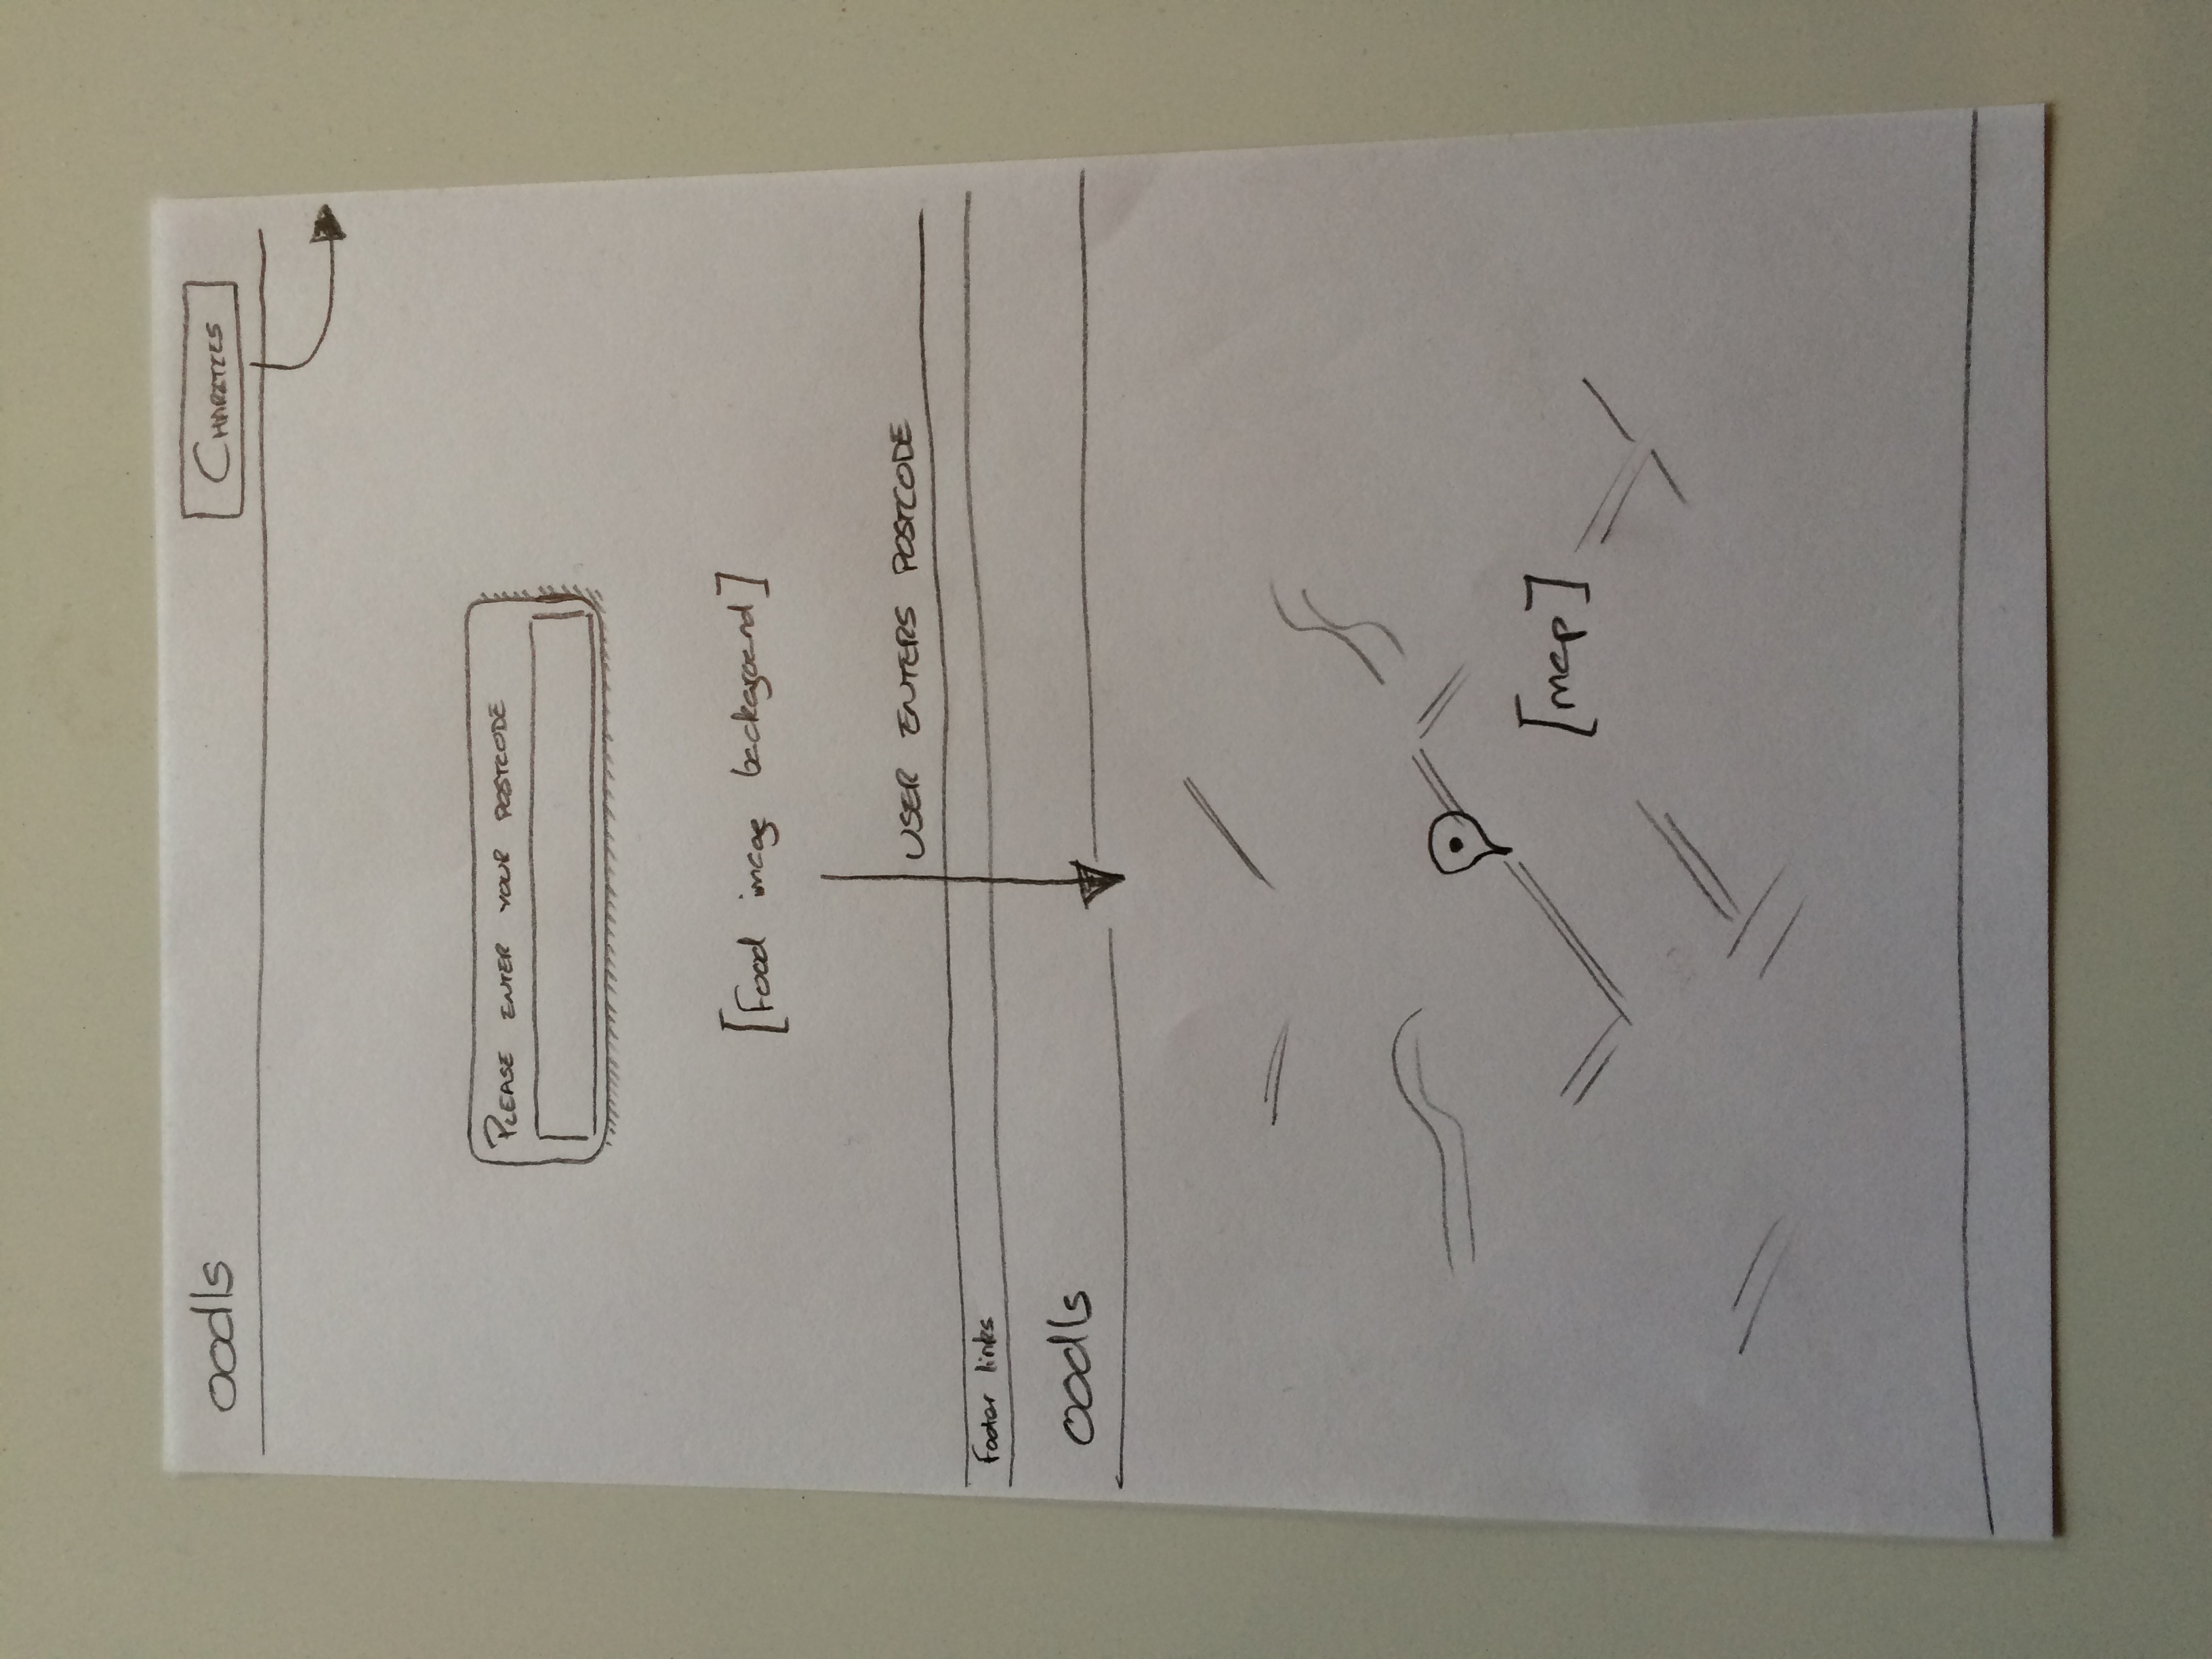 oodls
CHARITIES
PLEASE ENTER YOUR POSTCODE
[Food image background]
USER ENTERS POSTCODE
Footer links
oodls
[map]